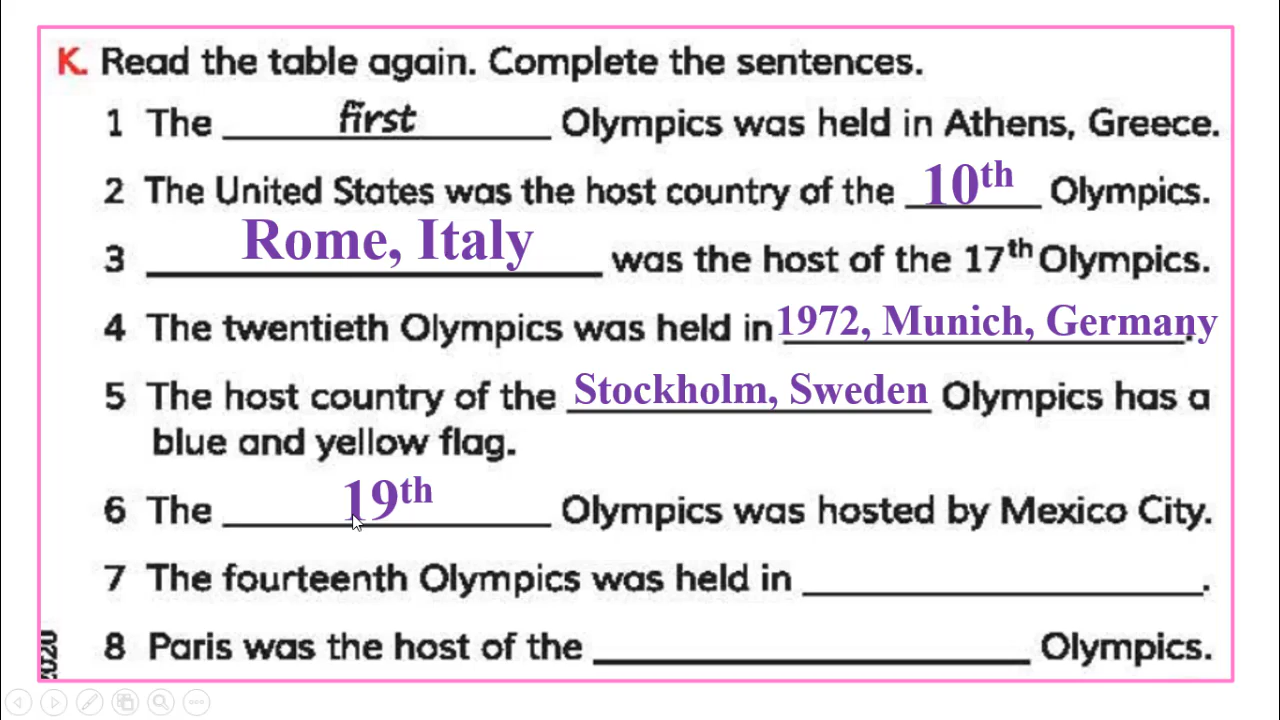 K. Read the table again. Complete the sentences.
1 The first Olympics was held in Athens, Greece.
2 The United States was the host country of the 10th Olympics.
3 Rome, Italy was the host of the 17th Olympics.
4 The twentieth Olympics was held in 1972, Munich, Germany.
5 The host country of the Stockholm, Sweden Olympics has a
blue and yellow flag.
6 The 19th Olympics was hosted by Mexico City.
7 The fourteenth Olympics was held in ____________.
8 Paris was the host of the ____________ Olympics.
2020